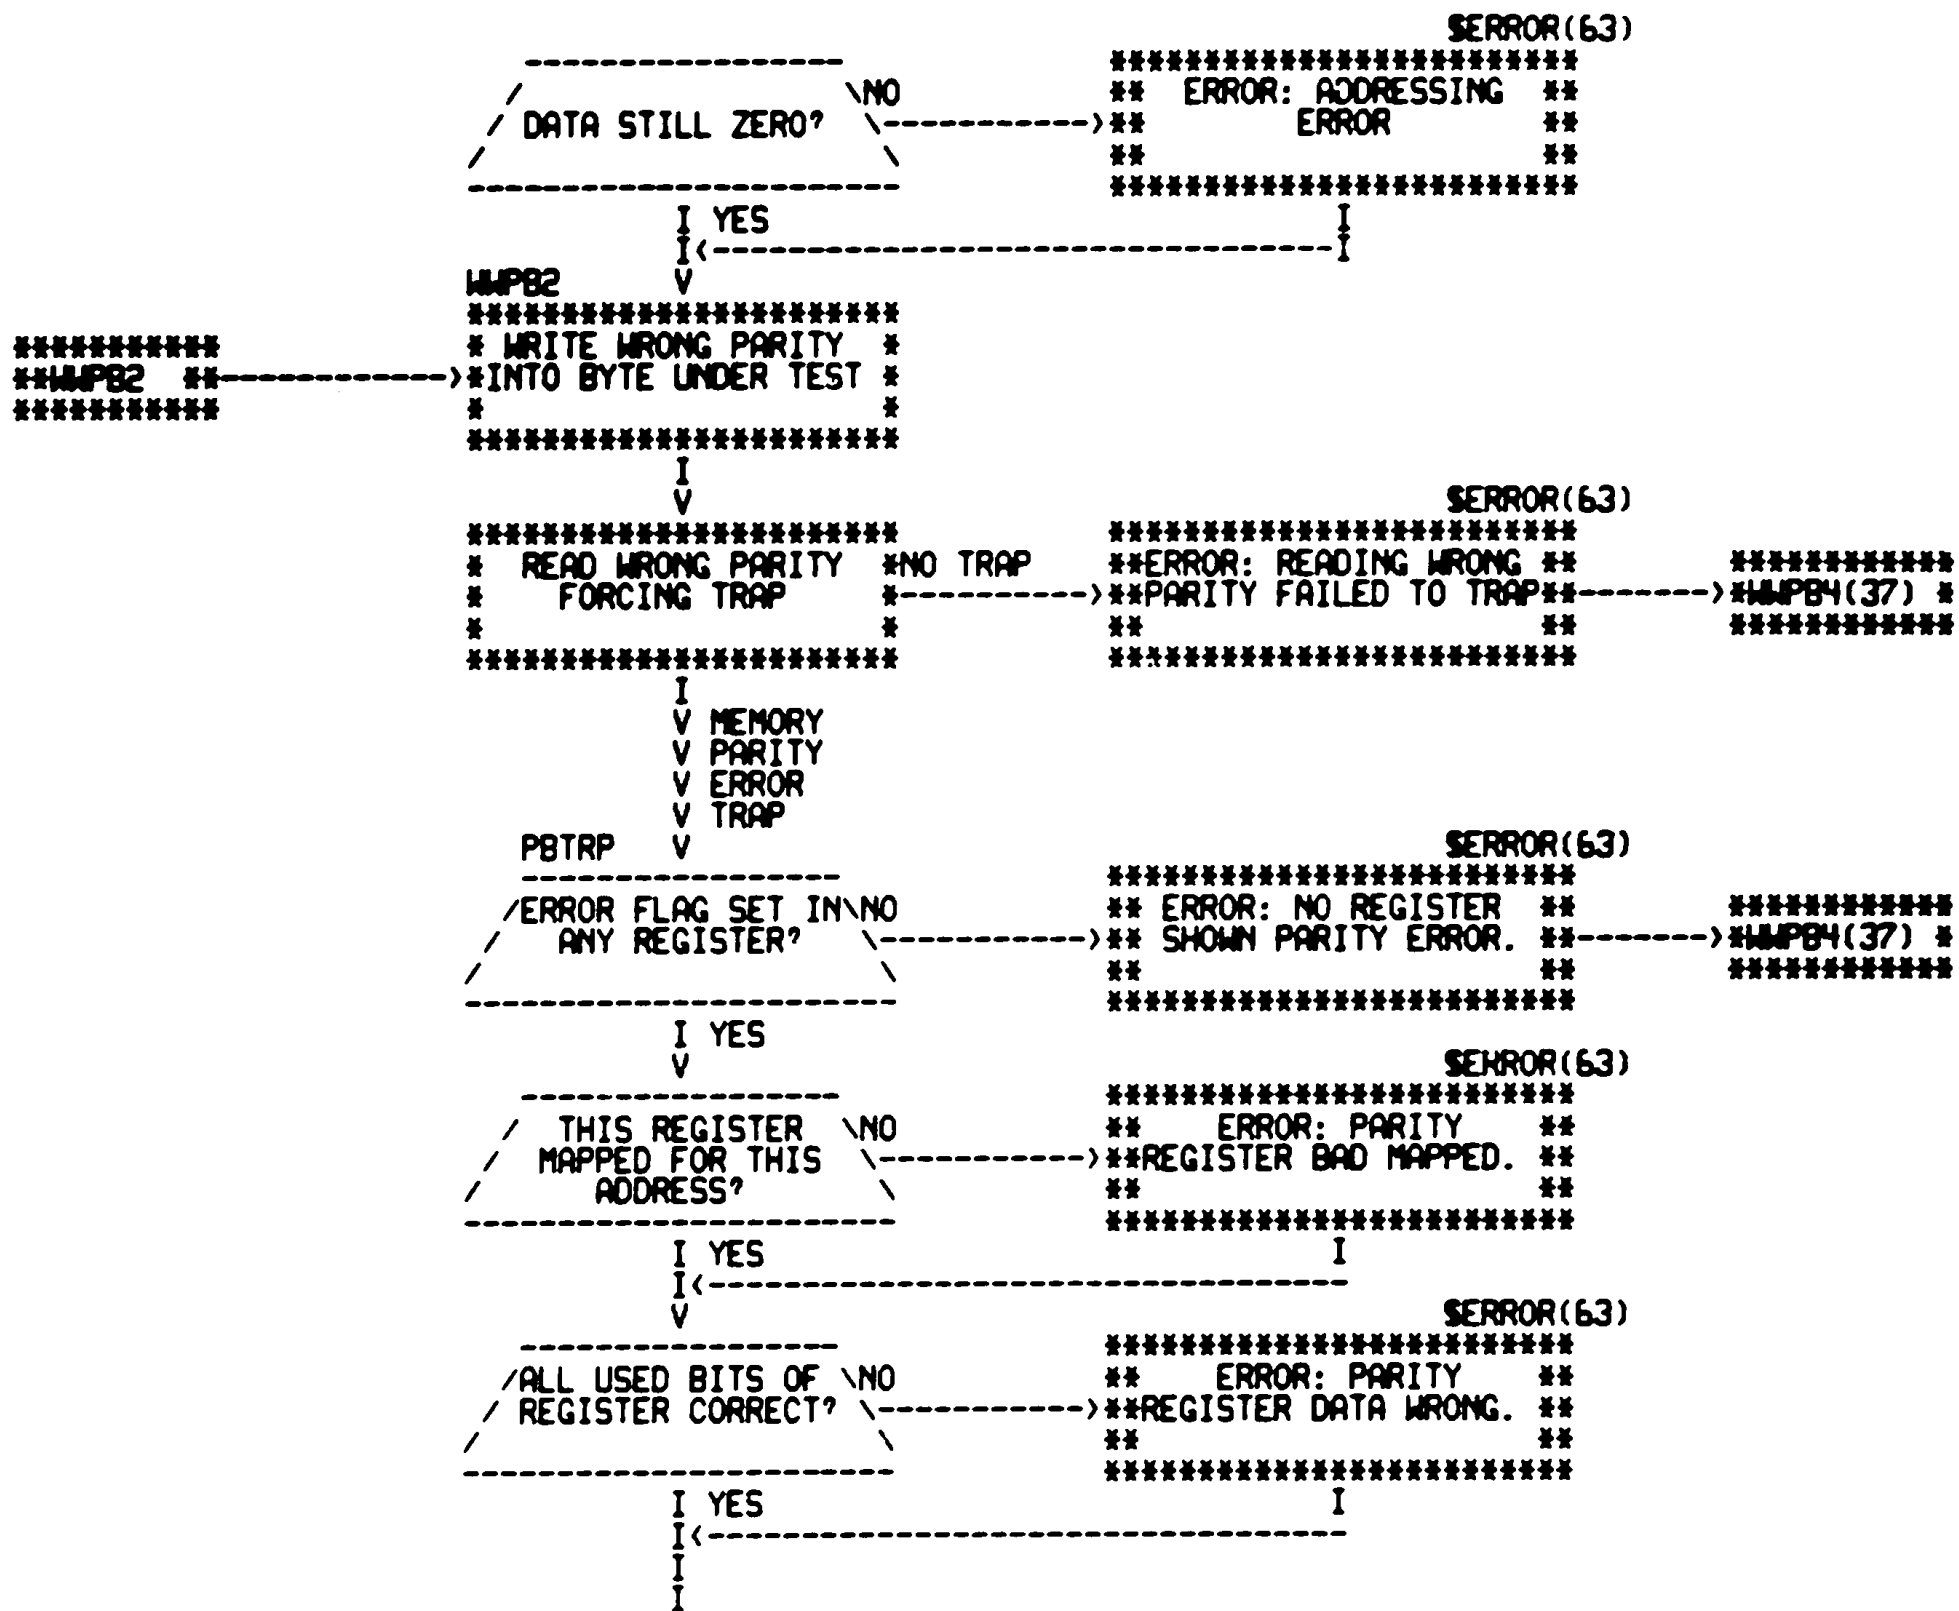 $ERROR(63)
-----------------                ************************
/ \NO ** ERROR: ADDRESSING **
/ DATA STILL ZERO? \----------->** ERROR **
/ \ ** **
----------------------- *************************
I YES I
I<---------------------------------I
WWPB2 V
***********************
*********** * WRITE WRONG PARITY *
**WWPB2 **------------->*INTO BYTE UNDER TEST *
*********** * *
***********************
I
V $ERROR(63)
*********************** *************************
* READ WRONG PARITY *NO TRAP **ERROR: READING WRONG ** ************
* FORCING TRAP *----------->**PARITY FAILED TO TRAP**------->*WWPB4(37) *
* * ** ** ************
*********************** *************************
I
V MEMORY
V PARITY
V ERROR
V TRAP
PBTRP V $ERROR(63)
----------------- *************************
/ERROR FLAG SET IN\NO ** ERROR: NO REGISTER ** ************
/ ANY REGISTER? \----------->** SHOWN PARITY ERROR. **------->*WWPB4(37) *
/ \ ** ** ************
----------------------- *************************
I YES
V $ERROR(63)
----------------- *************************
/ THIS REGISTER \NO ** ERROR: PARITY **
/ MAPPED FOR THIS \----------->**REGISTER BAD MAPPED. **
/ ADDRESS? \ ** **
----------------------- *************************
I YES I
I<----------------------------------
V $ERROR(63)
----------------- *************************
/ALL USED BITS OF \NO ** ERROR: PARITY **
/ REGISTER CORRECT? \----------->**REGISTER DATA WRONG. **
/ \ ** **
----------------------- *************************
I YES I
I<----------------------------------
I
I